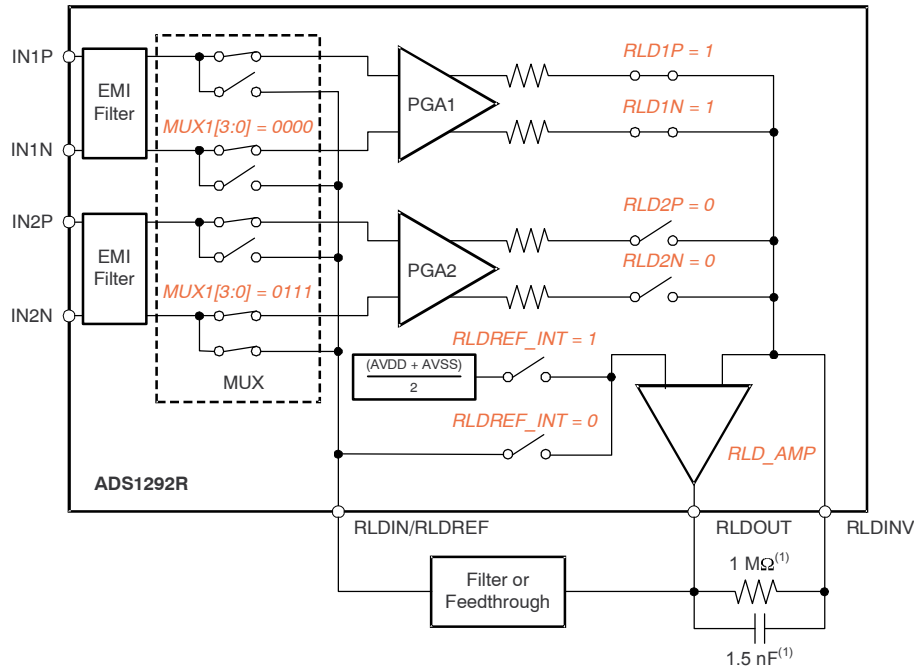 IN1P
EMI
Filter
IN1N
MUX1[3:0] = 0000
PGA1
RLD1P = 1
RLD1N = 1
IN2P
EMI
Filter
IN2N
MUX1[3:0] = 0111
MUX
PGA2
RLD2P = 0
RLD2N = 0
RLDREF_INT = 1
(AVDD + AVSS)
2
RLDREF_INT = 0
RLD_AMP
ADS1292R
RLDIN/RLDREF
RLDOUT
RLDINV
Filter or
Feedthrough
1 MΩ(1)
1.5 nF(1)